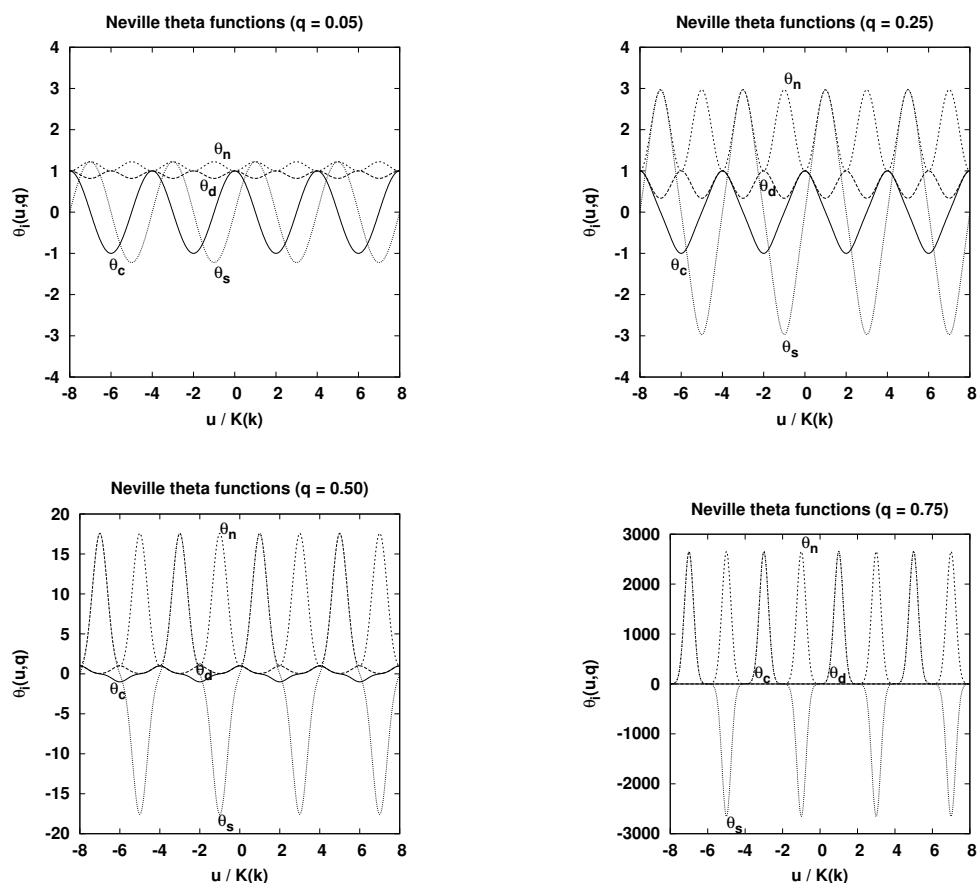 Neville theta functions (q = 0.05)
4
3
2
1
0
-1
-2
-3
-4
θi(u,q)
θn
θd
θc
θs
-8 -6 -4 -2 0 2 4 6 8
u / K(k)
Neville theta functions (q = 0.25)
4
3
2
1
0
-1
-2
-3
-4
θi(u,q)
θn
θd
θc
θs
-8 -6 -4 -2 0 2 4 6 8
u / K(k)
Neville theta functions (q = 0.50)
20
15
10
5
0
-5
-10
-15
-20
θi(u,q)
θn
θd
θc
θs
-8 -6 -4 -2 0 2 4 6 8
u / K(k)
Neville theta functions (q = 0.75)
3000
2000
1000
0
-1000
-2000
-3000
θi(u,q)
θn
θc
θd
θs
-8 -6 -4 -2 0 2 4 6 8
u / K(k)